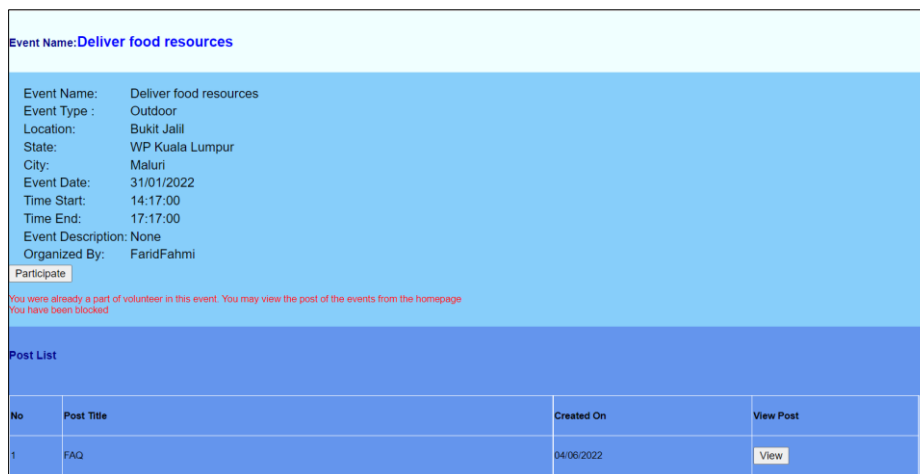 Event Name:Deliver food resources
Event Name: Deliver food resources
Event Type : Outdoor
Location: Bukit Jalil
State: WP Kuala Lumpur
City: Maluri
Event Date: 31/01/2022
Time Start: 14:17:00
Time End: 17:17:00
Event Description: None
Organized By: FaridFahmi
Participate
You were already a part of volunteer in this event. You may view the post of the events from the homepage
You have been blocked
Post List
No Post Title Created On View Post
1 FAQ 04/06/2022 View